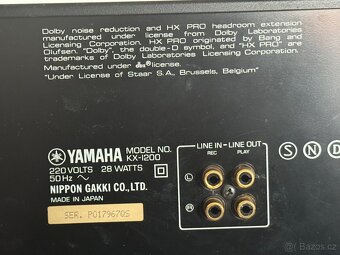 Dolby noise reduction and HX PRO headroom extension
manufactured under license from Dolby Laboratories
Licensing Corporation. HX PRO originated by Bang and
Olufsen. "Dolby", the double-D symbol, and "HX PRO" are
trademarks of Dolby Laboratories Licensing Corporation.
Manufactured under dbx® license.
"Under License of Staar S.A., Brussels, Belgium"
YAMAHA MODEL NO. KX-1200
220 VOLTS 28 WATTS
50 Hz
NIPPON GAKKI CO., LTD.
MADE IN JAPAN
SER. P0179670S
LINE IN LINE OUT
REC PLAY
L
R
S N D
Bazoš.cz